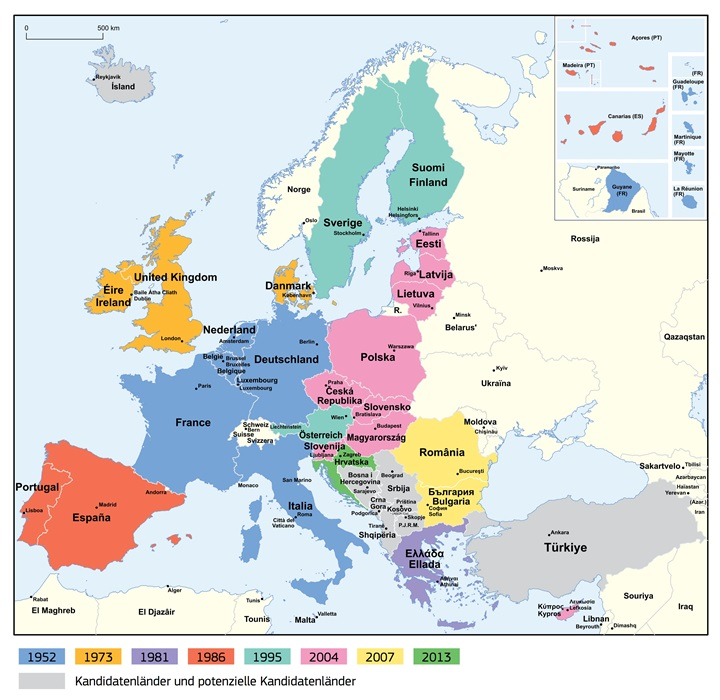 0 500 km
Reykjavik
Ísland
Açores (PT)
Madeira (PT)
(FR)
Guadeloupe
(FR)
Canarias (ES)
Martinique
(FR)
Mayotte
(FR)
La Réunion
(FR)
Paramaribo
Suriname
Guyane
(FR)
Brasil
Norge
Oslo
Suomi
Finland
Helsinki
Helsingfors
Sverige
Stockholm
Tallinn
Eesti
Rossija
Moskva
Riga
Latvija
Lietuva
Vilnius
R.
Minsk
Belarus'
Qazaqstan
United Kingdom
Éire
Ireland
Baile Átha Cliath
Dublin
London
Danmark
København
Nederland
Amsterdam
België
Brussel
Bruxelles
Belgique
Luxembourg
Luxembourg
Berlin
Deutschland
Warszawa
Polska
Kyiv
Ukraïna
Paris
France
Praha
Česká
Republika
Slovensko
Bratislava
Wien
Österreich
Budapest
Magyarország
Moldova
Chişinău
Schweiz
Bern
Suisse
Svizzera
Liechtenstein
Slovenija
Ljubljana
Zagreb
Hrvatska
România
Bucureşti
Beograd
Bosna i
Hercegovina
Sarajevo
Srbija
България
Bulgaria
София
Sofia
Crna
Gora
Podgorica
Priština
Kosovo
Skopje
P.J.R.M.
Tiranë
Shqipëria
Monaco
San Marino
Italia
Roma
Città del
Vaticano
Andorra
Portugal
Lisboa
Madrid
España
Ελλάδα
Ellada
Αθήνα
Athinai
Ankara
Türkiye
Sakartvelo
Tbilisi
Azarbaycan
Haïastan
Yerevan
(Azər.)
Iran
Rabat
El Maghreb
Alger
El Djazâir
Tunis
Tounis
Malta
Valletta
Κύπρος
Kypros
Λευκωσία
Lefkosia
Libnan
Beyrouth
Dimashq
Souriya
Iraq
1952 1973 1981 1986 1995 2004 2007 2013
Kandidatenländer und potenzielle Kandidatenländer